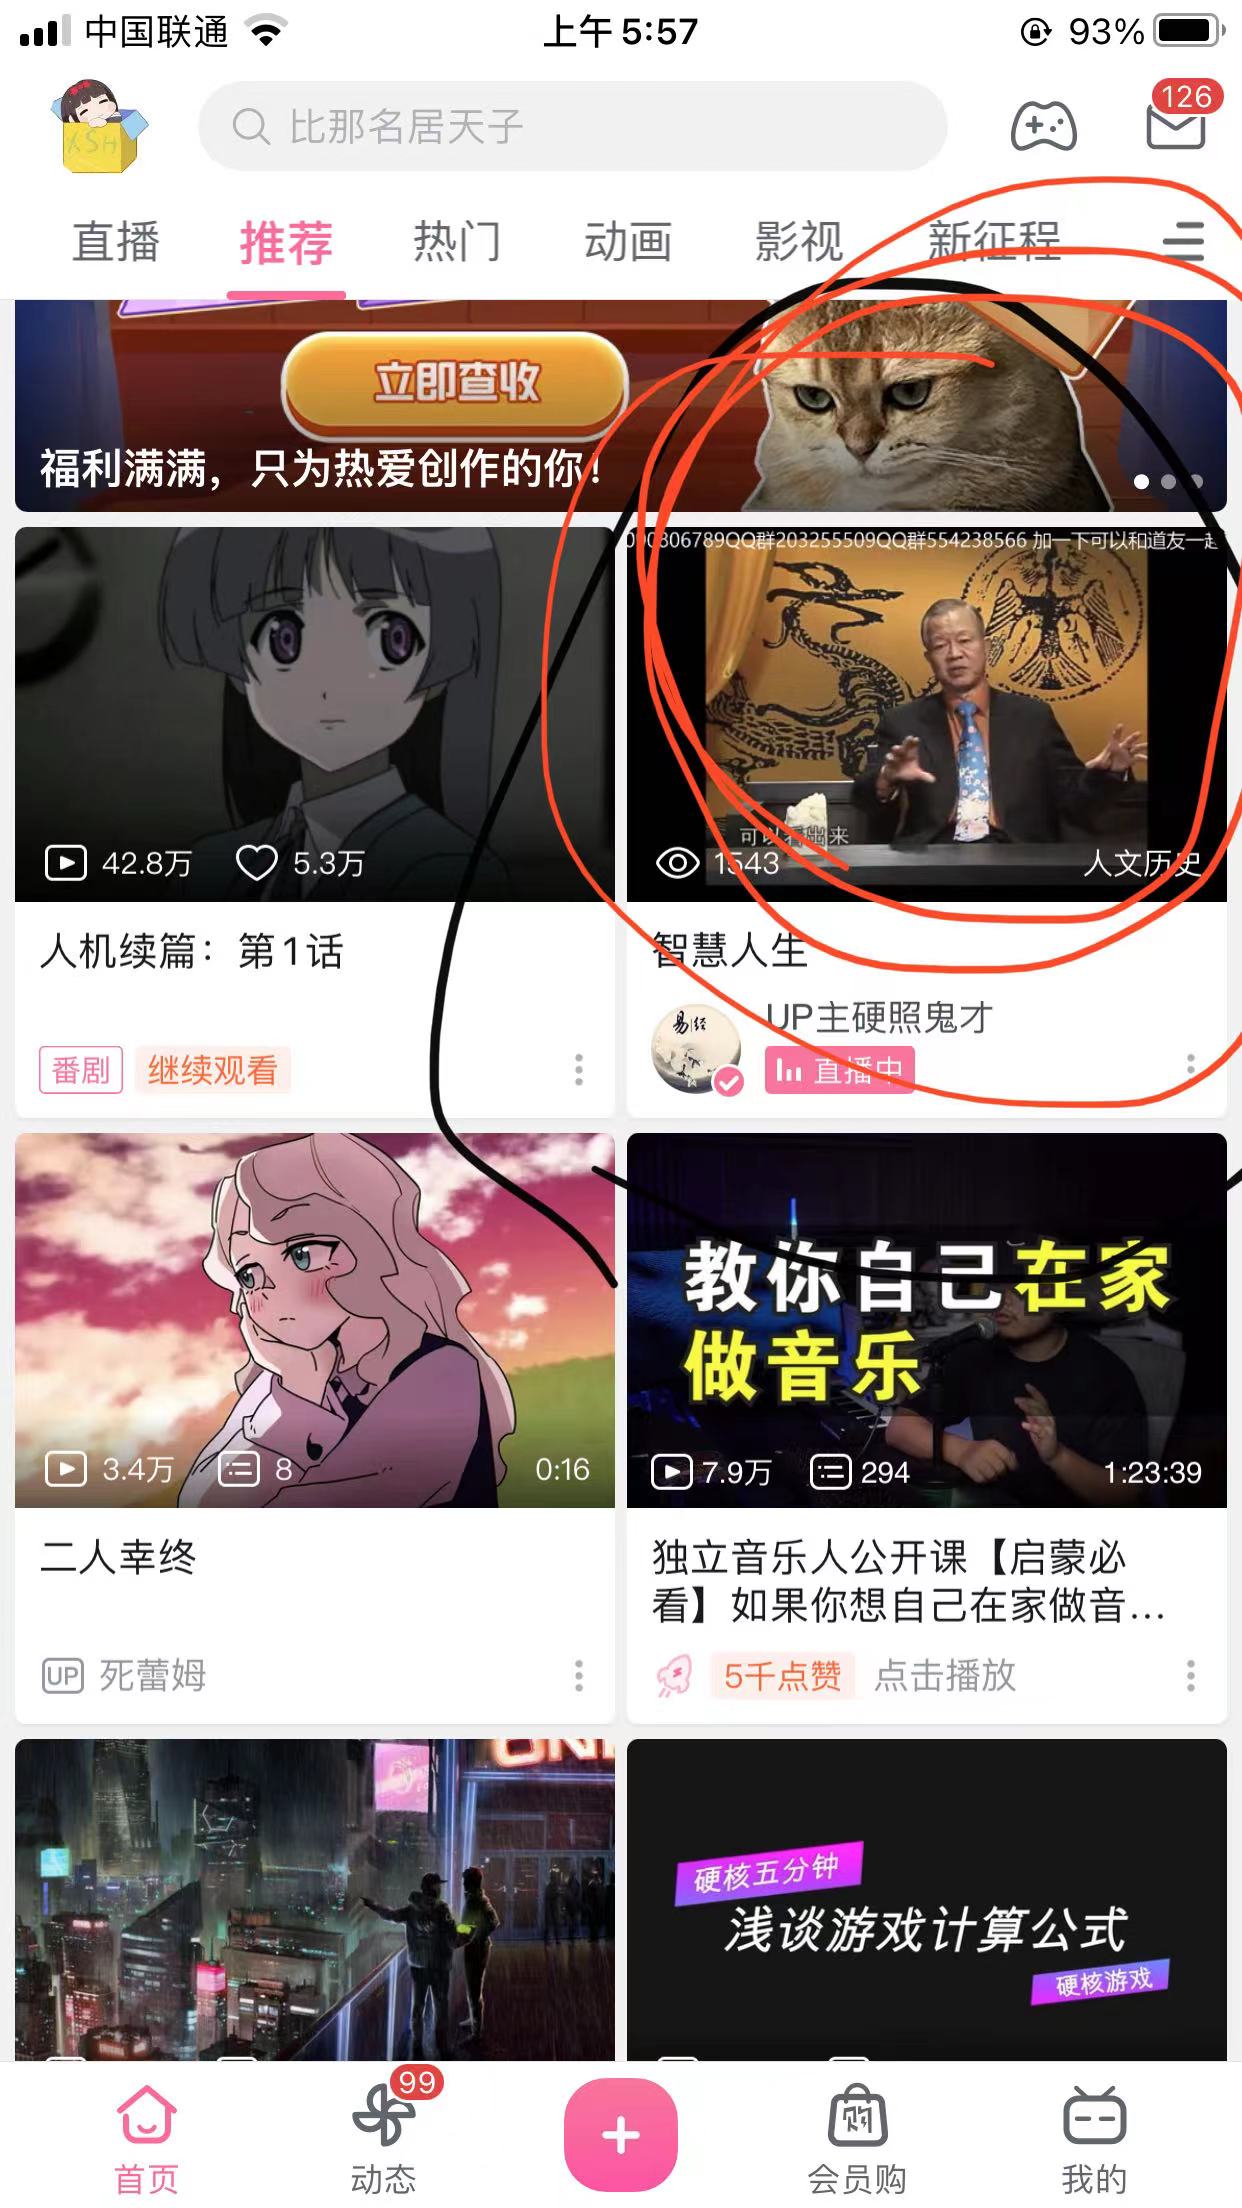 中国联通
上午 5:57
93%
KSH
比那名居天子
126
直播
推荐
热门
动画
影视
新征程
立即查收
福利满满，只为热爱创作的你！
806789QQ群203255509QQ群554238566 加一下可以和道友一起
可以看出来
42.8万
5.3万
1543
人文历史
人机续篇：第1话
智慧人生
易经
UP主硬照鬼才
番剧
继续观看
直播中
教你自己在家
做音乐
3.4万
8
0:16
7.9万
294
1:23:39
二人幸终
独立音乐人公开课【启蒙必
看】如果你想自己在家做音...
UP
死蕾姆
5千点赞
点击播放
硬核五分钟
浅谈游戏计算公式
硬核游戏
首页
99
动态
购
会员购
我的